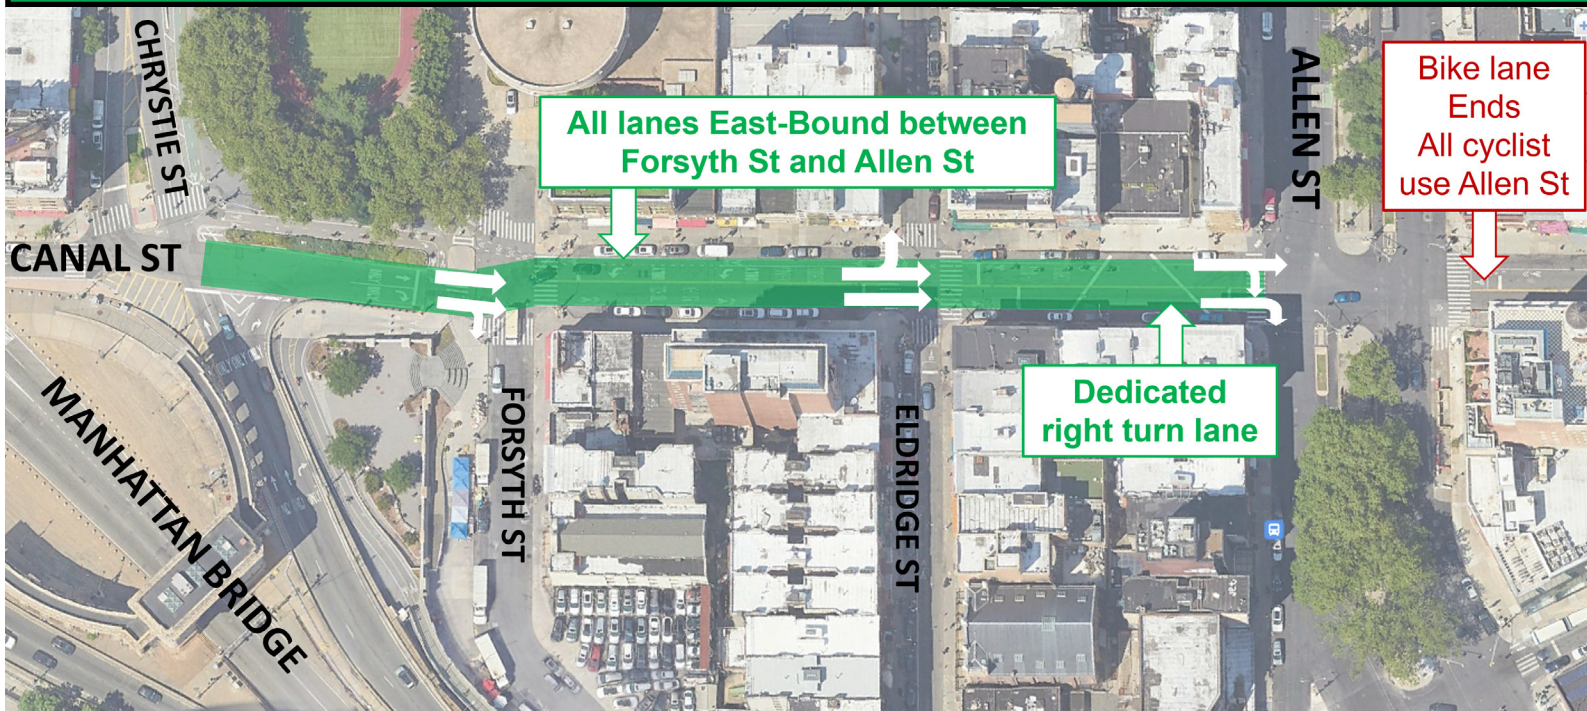 CHRYSTIE ST
All lanes East-Bound between
Forsyth St and Allen St
ALLEN ST
Bike lane
Ends
All cyclist
use Allen St
CANAL ST
MANHATTAN BRIDGE
FORSYTH ST
ELDRIDGE ST
Dedicated
right turn lane